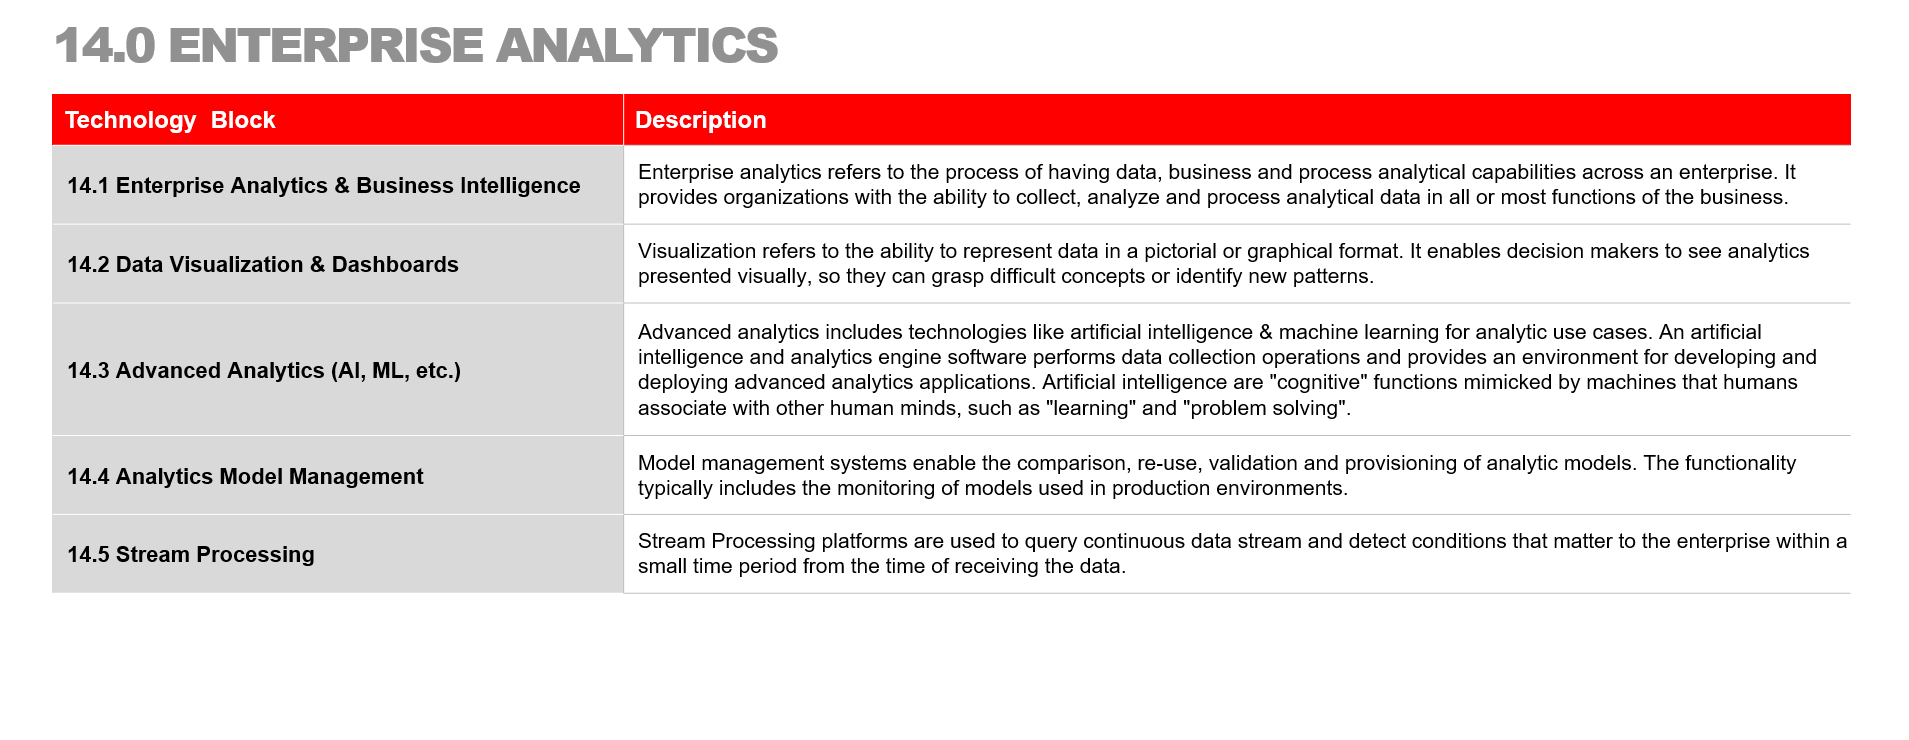 14.0 ENTERPRISE ANALYTICS
Technology  Block
Description
14.1 Enterprise Analytics & Business Intelligence
Enterprise analytics refers to the process of having data, business and process analytical capabilities across an enterprise. It
provides organizations with the ability to collect, analyze and process analytical data in all or most functions of the business.
14.2 Data Visualization & Dashboards
Visualization refers to the ability to represent data in a pictorial or graphical format. It enables decision makers to see analytics
presented visually, so they can grasp difficult concepts or identify new patterns.
14.3 Advanced Analytics (AI, ML, etc.)
Advanced analytics includes technologies like artificial intelligence & machine learning for analytic use cases. An artificial
intelligence and analytics engine software performs data collection operations and provides an environment for developing and
deploying advanced analytics applications. Artificial intelligence are "cognitive" functions mimicked by machines that humans
associate with other human minds, such as "learning" and "problem solving".
14.4 Analytics Model Management
Model management systems enable the comparison, re-use, validation and provisioning of analytic models. The functionality
typically includes the monitoring of models used in production environments.
14.5 Stream Processing
Stream Processing platforms are used to query continuous data stream and detect conditions that matter to the enterprise within a
small time period from the time of receiving the data.